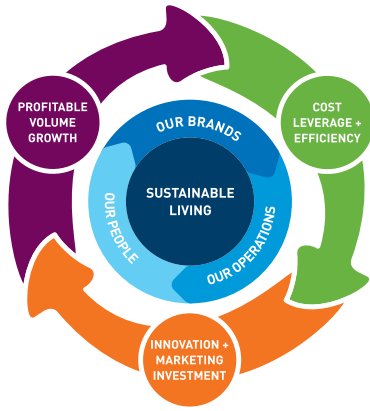 PROFITABLE
VOLUME
GROWTH
COST
LEVERAGE +
EFFICIENCY
OUR BRANDS
SUSTAINABLE
LIVING
OUR PEOPLE
OUR OPERATIONS
INNOVATION +
MARKETING
INVESTMENT